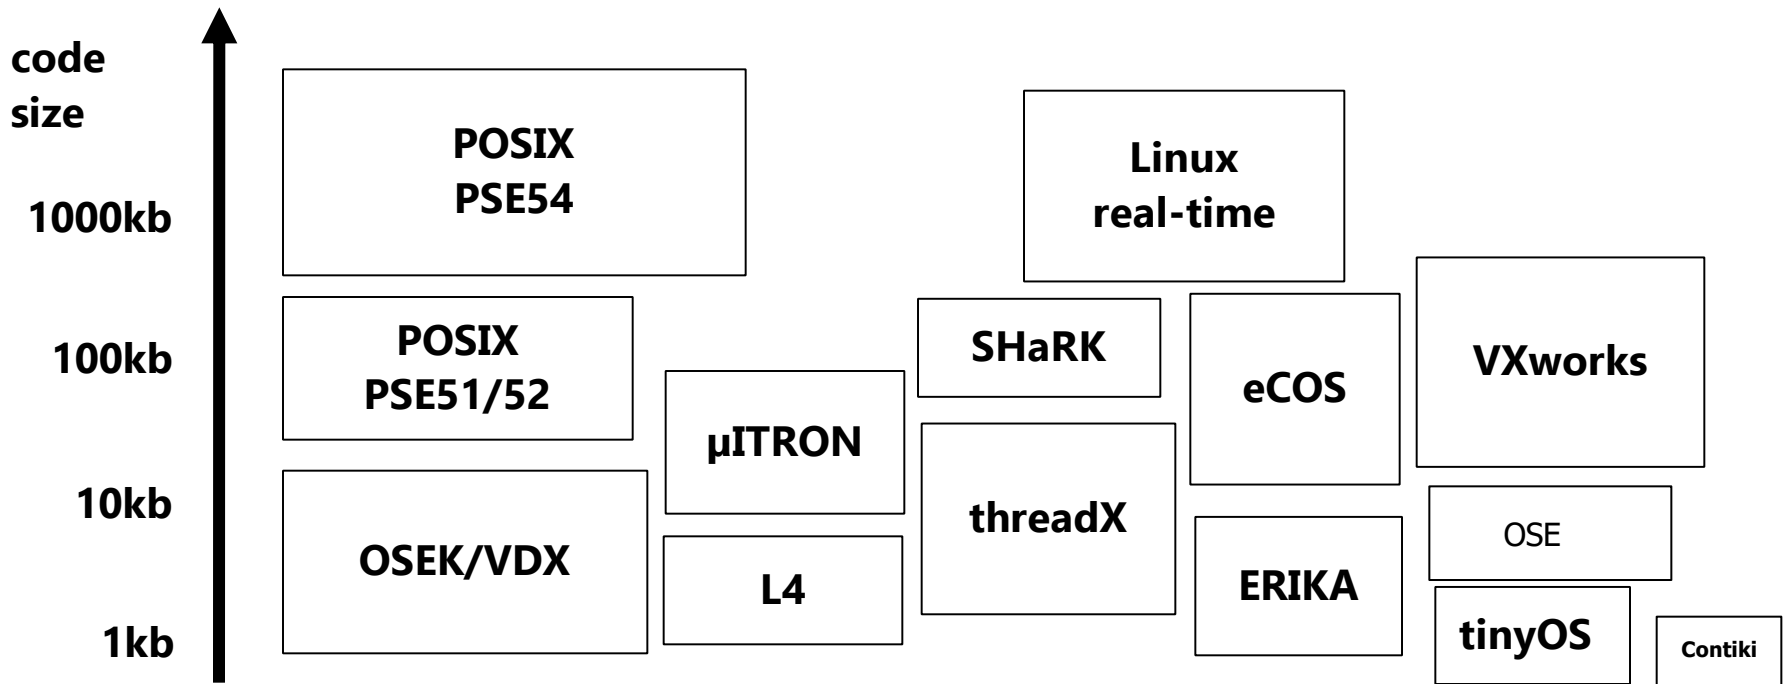 code
size
1000kb
100kb
10kb
1kb
POSIX
PSE54
Linux
real-time
POSIX
PSE51/52
SHaRK
eCOS
VXworks
µITRON
threadX
OSE
OSEK/VDX
L4
ERIKA
tinyOS
Contiki